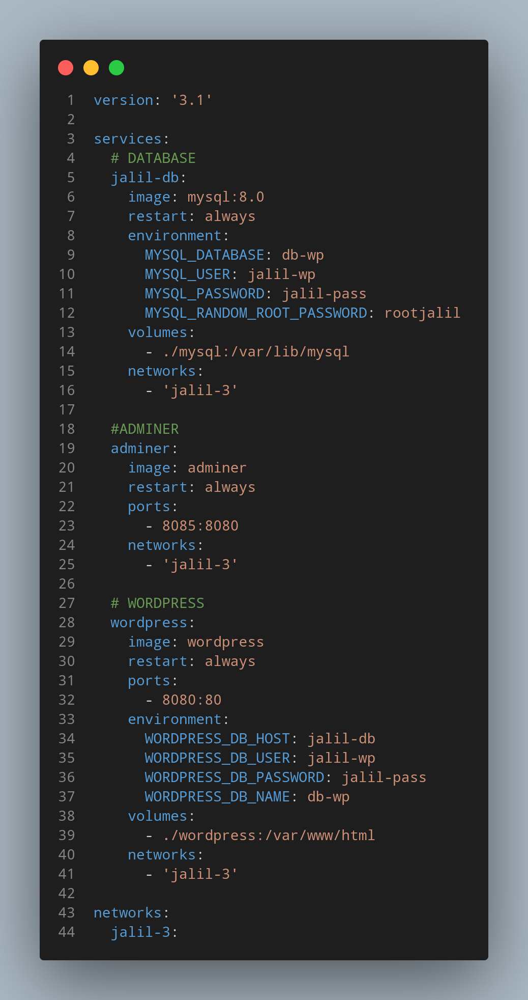 1 version: '3.1'
2
3 services:
4   # DATABASE
5   jalil-db:
6     image: mysql:8.0
7     restart: always
8     environment:
9       MYSQL_DATABASE: db-wp
10       MYSQL_USER: jalil-wp
11       MYSQL_PASSWORD: jalil-pass
12       MYSQL_RANDOM_ROOT_PASSWORD: rootjalil
13     volumes:
14       - ./mysql:/var/lib/mysql
15     networks:
16       - 'jalil-3'
17
18   #ADMINER
19   adminer:
20     image: adminer
21     restart: always
22     ports:
23       - 8085:8080
24     networks:
25       - 'jalil-3'
26
27   # WORDPRESS
28   wordpress:
29     image: wordpress
30     restart: always
31     ports:
32       - 8080:80
33     environment:
34       WORDPRESS_DB_HOST: jalil-db
35       WORDPRESS_DB_USER: jalil-wp
36       WORDPRESS_DB_PASSWORD: jalil-pass
37       WORDPRESS_DB_NAME: db-wp
38     volumes:
39       - ./wordpress:/var/www/html
40     networks:
41       - 'jalil-3'
42
43 networks:
44   jalil-3: